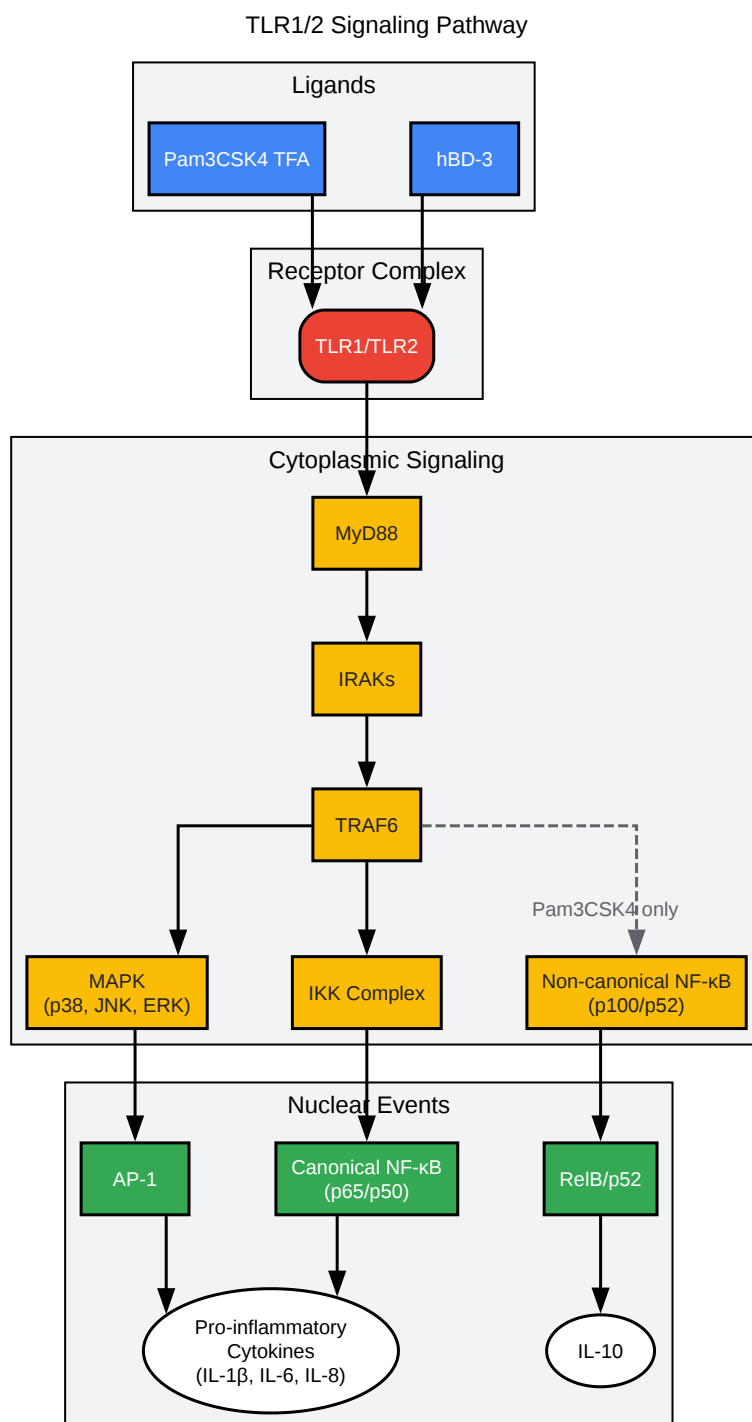 TLR1/2 Signaling Pathway
Ligands
Pam3CSK4 TFA
hBD-3
Receptor Complex
TLR1/TLR2
Cytoplasmic Signaling
MyD88
IRAKs
TRAF6
Pam3CSK4 only
MAPK
(p38, JNK, ERK)
IKK Complex
Non-canonical NF-κB
(p100/p52)
Nuclear Events
AP-1
Canonical NF-κB
(p65/p50)
RelB/p52
Pro-inflammatory
Cytokines
(IL-1β, IL-6, IL-8)
IL-10